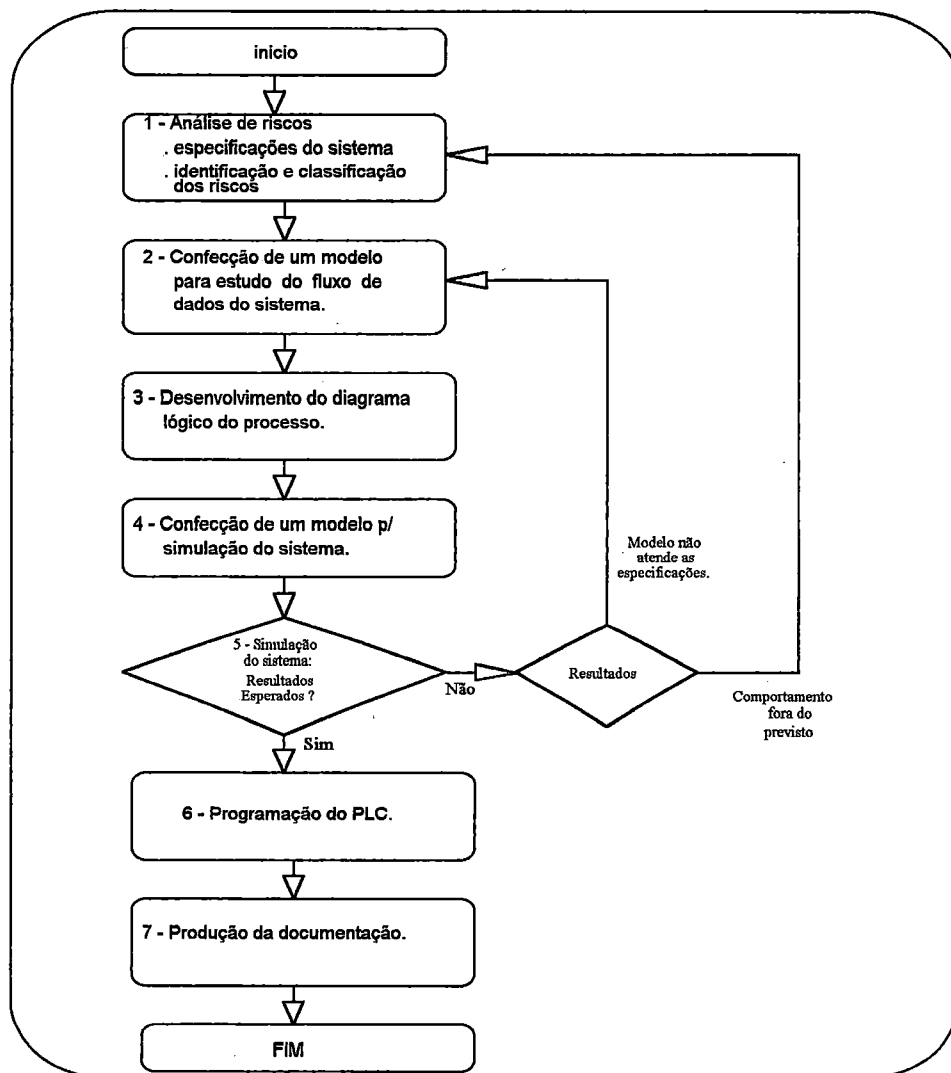 inicio
1 - Análise de riscos
. especificações do sistema
. identificação e classificação
dos riscos
2 - Confecção de um modelo
para estudo do fluxo de
dados do sistema.
3 - Desenvolvimento do diagrama
lógico do processo.
4 - Confecção de um modelo p/
simulação do sistema.
Modelo não
atende as
especificações.
5 - Simulação
do sistema:
Resultados
Esperados ?
Não
Resultados
Comportamento
fora do
previsto
Sim
6 - Programação do PLC.
7 - Produção da documentação.
FIM